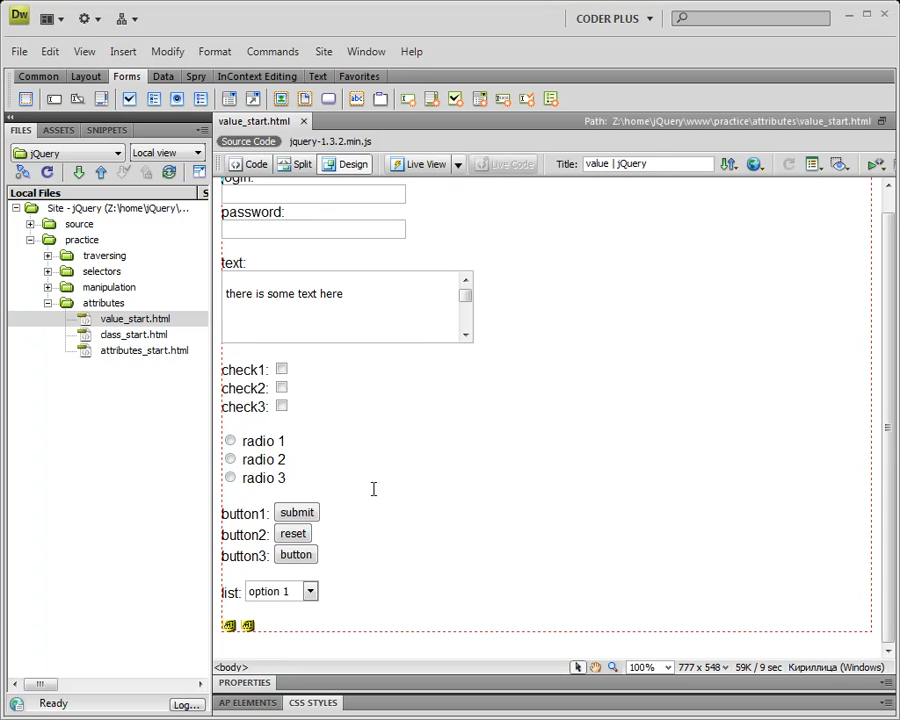 Dw
CODER PLUS
File Edit View Insert Modify Format Commands Site Window Help
Common Layout Forms Data Spry InContext Editing Text Favorites
FILES ASSETS SNIPPETS
value_start.html
Path: Z:\home\jQuery\www\practice\attributes\value_start.html
Source Code jquery-1.3.2.min.js
jQuery Local view
Code Split Design Live View Live Code Title: value | jQuery
Local Files S
Site - jQuery (Z:\home\jQuery\...
source
practice
traversing
selectors
manipulation
attributes
value_start.html
class_start.html
attributes_start.html
login:
password:
text:
there is some text here
check1:
check2:
check3:
radio 1
radio 2
radio 3
button1: submit
button2: reset
button3: button
list: option 1
<body> 100% 777 x 548 59K / 9 sec Кириллица (Windows)
PROPERTIES
Ready Log...
AP ELEMENTS CSS STYLES